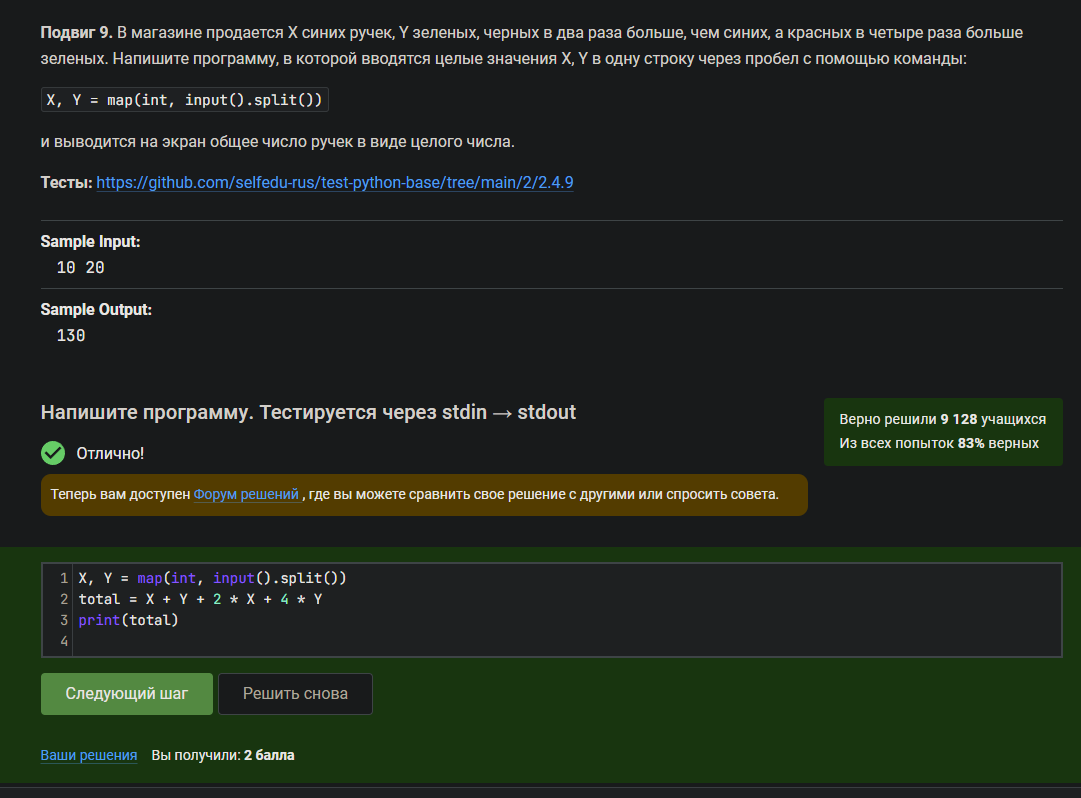 Подвиг 9. В магазине продается X синих ручек, Y зеленых, черных в два раза больше, чем синих, а красных в четыре раза больше
зеленых. Напишите программу, в которой вводятся целые значения X, Y в одну строку через пробел с помощью команды:
X, Y = map(int, input().split())
и выводится на экран общее число ручек в виде целого числа.
Тесты: https://github.com/selfedu-rus/test-python-base/tree/main/2/2.4.9
Sample Input:
10 20
Sample Output:
130
Напишите программу. Тестируется через stdin → stdout
Верно решили 9 128 учащихся
Из всех попыток 83% верных
Отлично!
Теперь вам доступен Форум решений , где вы можете сравнить свое решение с другими или спросить совета.
1 X, Y = map(int, input().split())
2 total = X + Y + 2 * X + 4 * Y
3 print(total)
4
Следующий шаг Решить снова
Ваши решения Вы получили: 2 балла